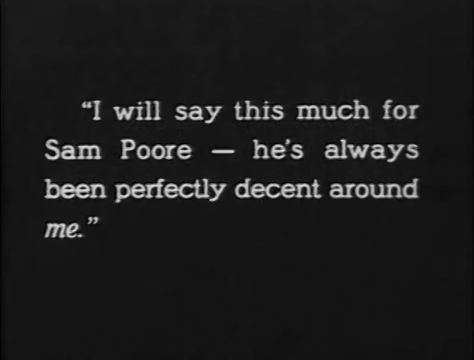 “I will say this much for
Sam Poore — he's always
been perfectly decent around
me.”